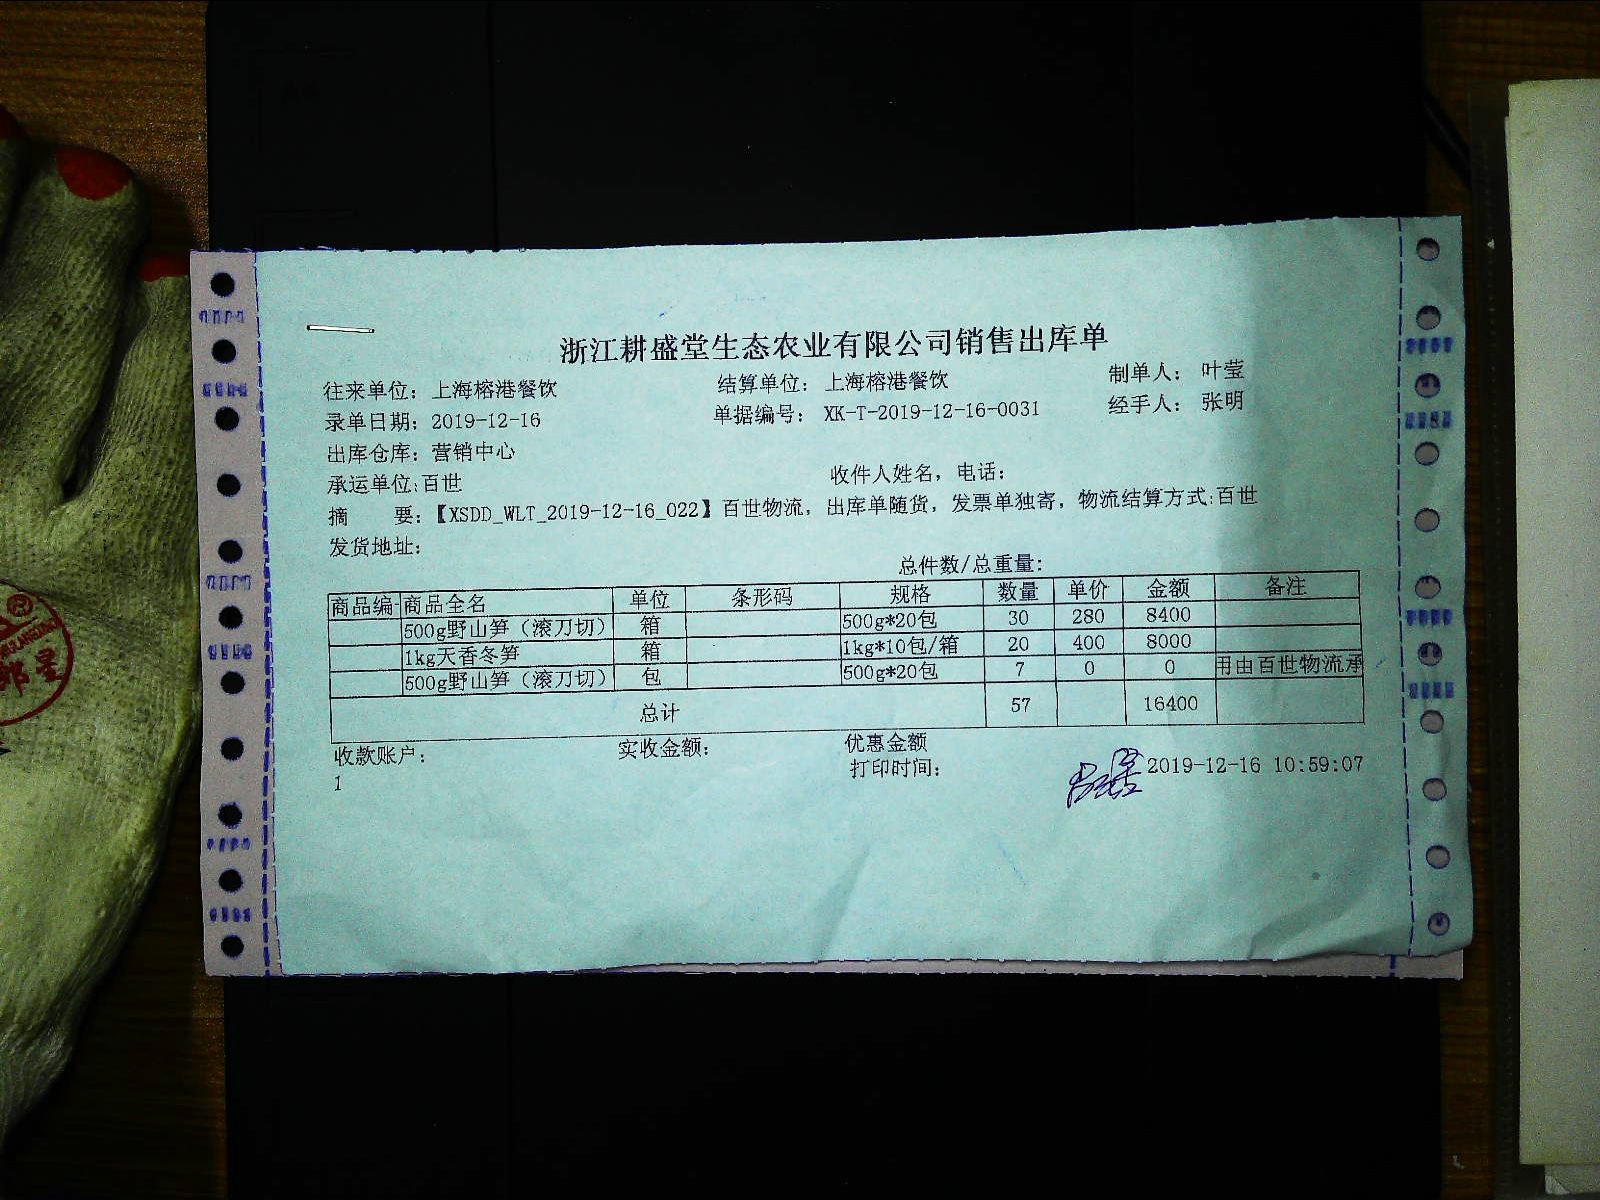 浙江耕盛堂生态农业有限公司销售出库单
往来单位：上海榕港餐饮 结算单位：上海榕港餐饮 制单人：叶莹
录单日期：2019-12-16 单据编号：XK-T-2019-12-16-0031 经手人：张明
出库仓库：营销中心
承运单位:百世 收件人姓名，电话：
摘 要：【XSDD_WLT_2019-12-16_022】百世物流，出库单随货，发票单独寄，物流结算方式:百世
发货地址：
总件数/总重量：
商品编 商品全名 单位 条形码 规格 数量 单价 金额 备注
500g野山笋（滚刀切） 箱 500g*20包 30 280 8400
1kg天香冬笋 箱 1kg*10包/箱 20 400 8000
500g野山笋（滚刀切） 包 500g*20包 7 0 0 用由百世物流承
总计 57 16400
收款账户： 实收金额： 优惠金额
1 打印时间： 2019-12-16 10:59:07